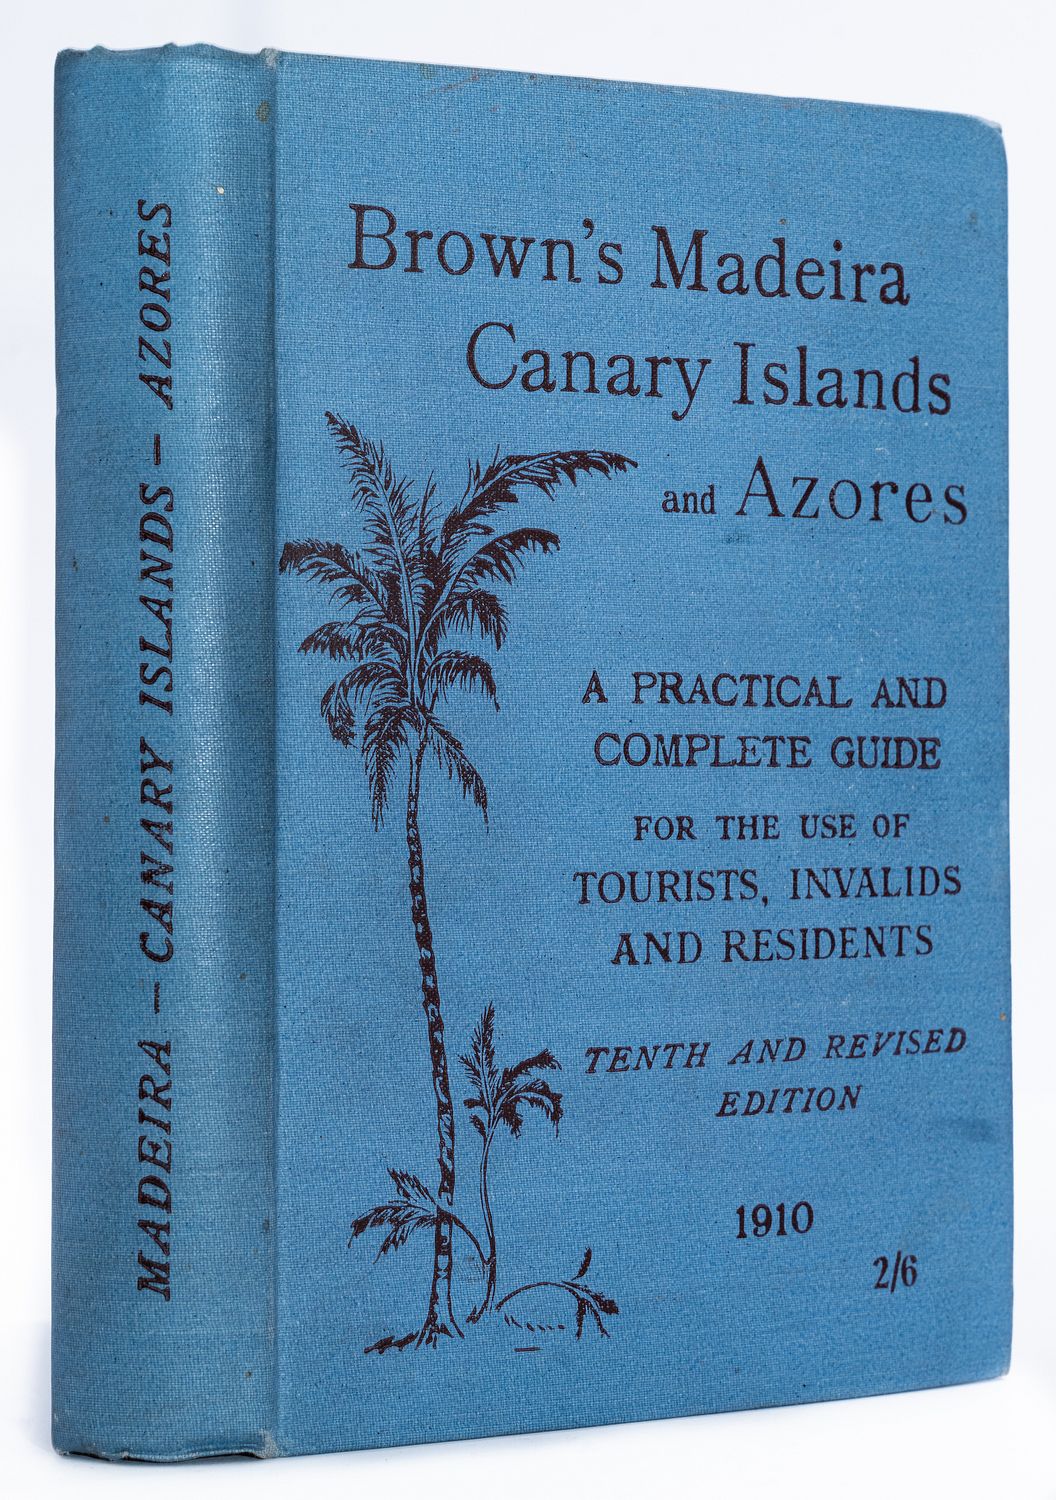 MADEIRA – CANARY ISLANDS – AZORES
Brown's Madeira
Canary Islands
and Azores
A PRACTICAL AND
COMPLETE GUIDE
FOR THE USE OF
TOURISTS, INVALIDS
AND RESIDENTS
TENTH AND REVISED
EDITION
1910
2/6